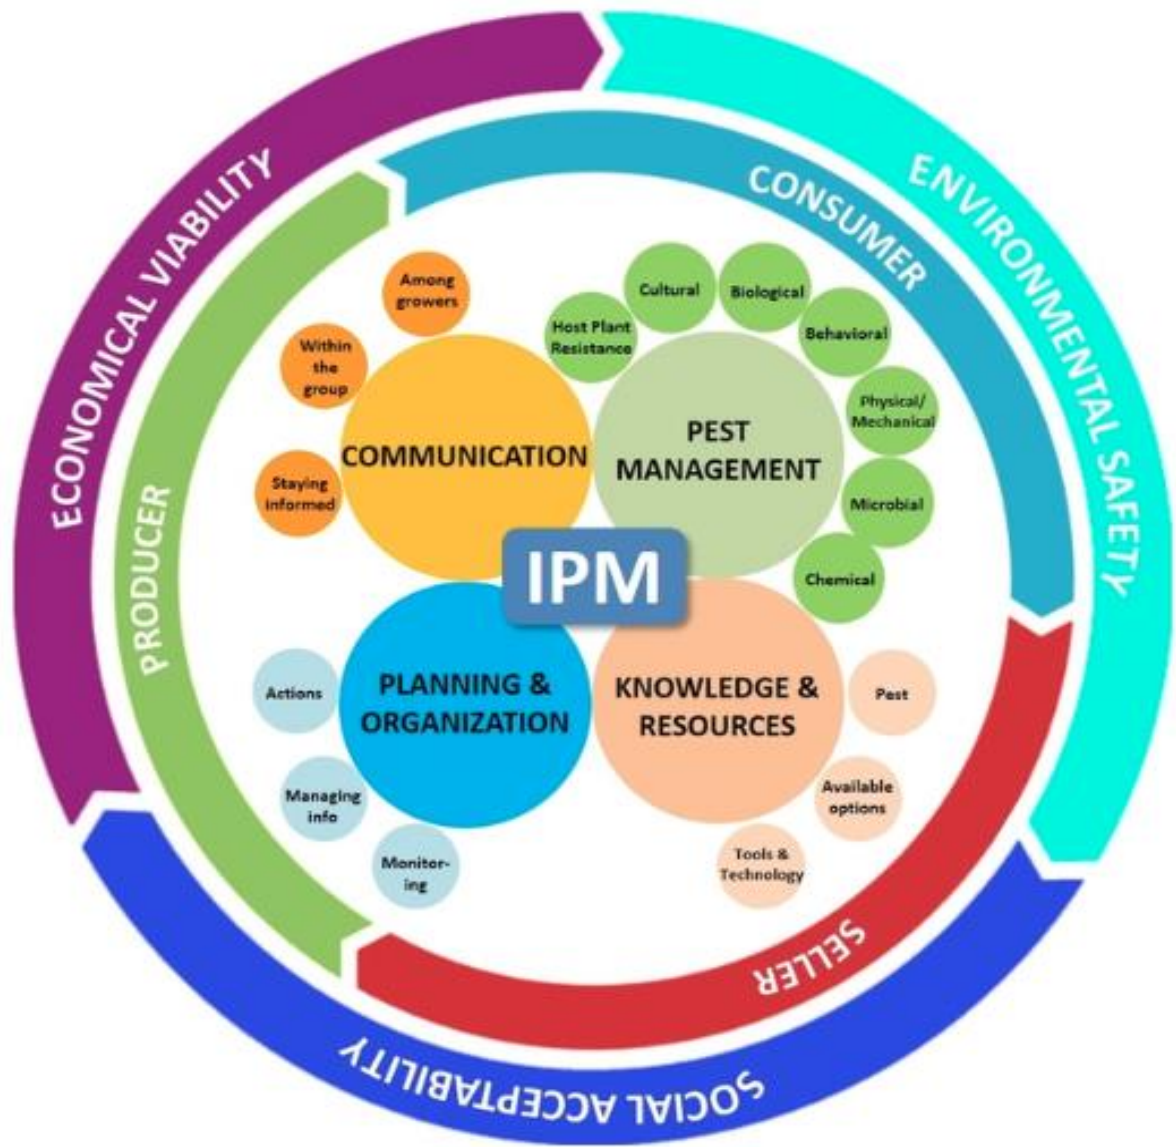 ECONOMICAL VIABILITY
ENVIRONMENTAL SAFETY
SOCIAL ACCEPTABILITY
PRODUCER
CONSUMER
SELLER
IPM
COMMUNICATION
Among
growers
Within
the
group
Staying
informed
PEST
MANAGEMENT
Host Plant
Resistance
Cultural
Biological
Behavioral
Physical/
Mechanical
Microbial
Chemical
PLANNING &
ORGANIZATION
Actions
Managing
info
Monitor-
ing
KNOWLEDGE &
RESOURCES
Pest
Available
options
Tools &
Technology